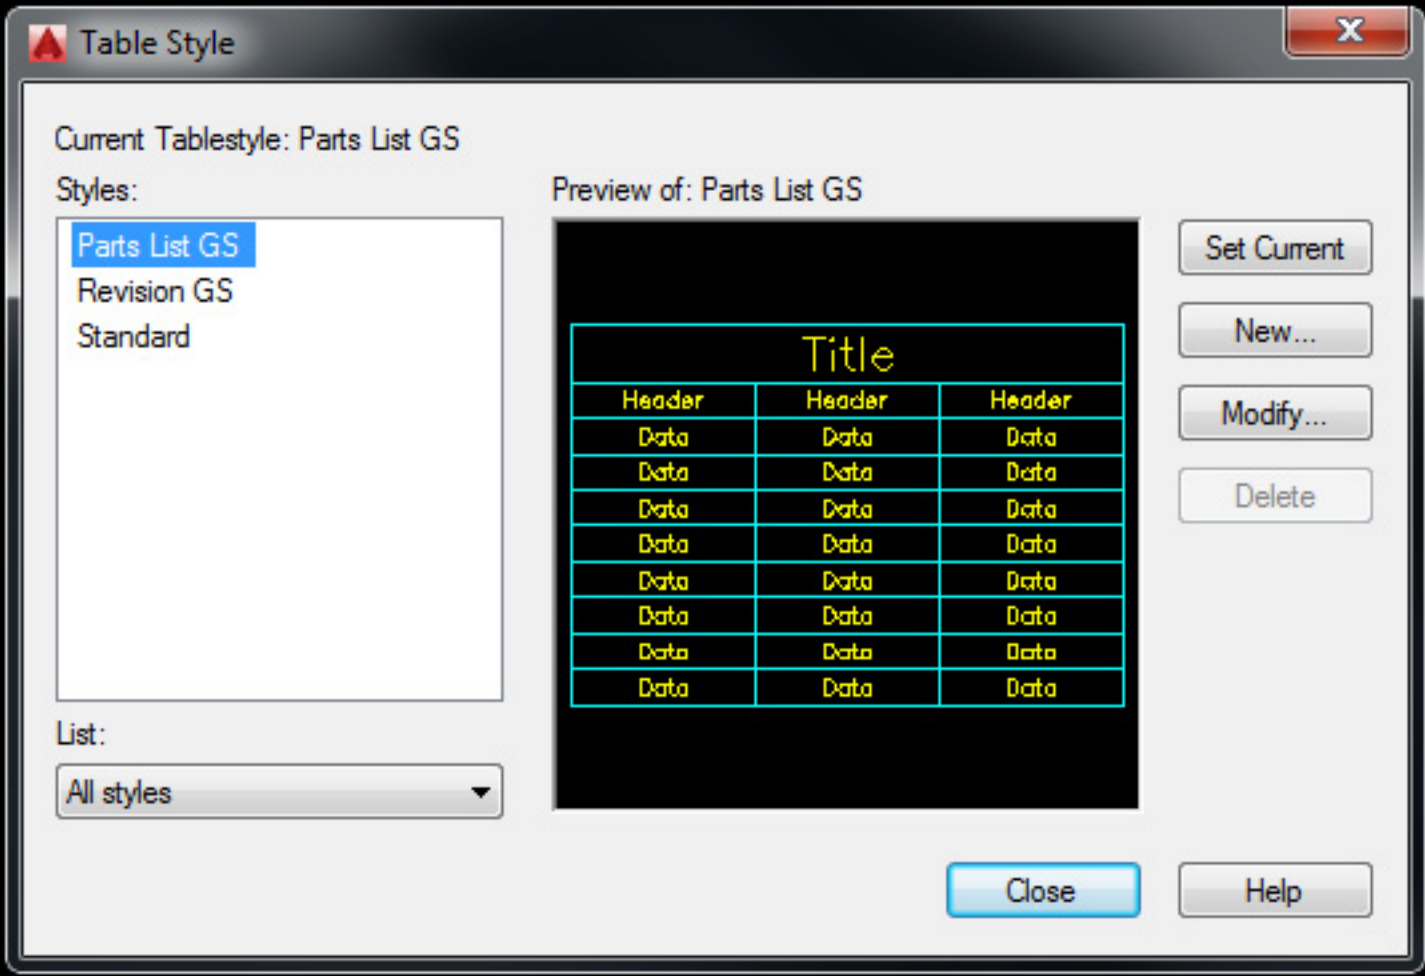 Table Style
Current Tablestyle: Parts List GS
Styles:
Parts List GS
Revision GS
Standard
List:
All styles
Preview of: Parts List GS
Title
Header Header Header
Data Data Data
Data Data Data
Data Data Data
Data Data Data
Data Data Data
Data Data Data
Data Data Data
Data Data Data
Set Current
New...
Modify...
Delete
Close
Help